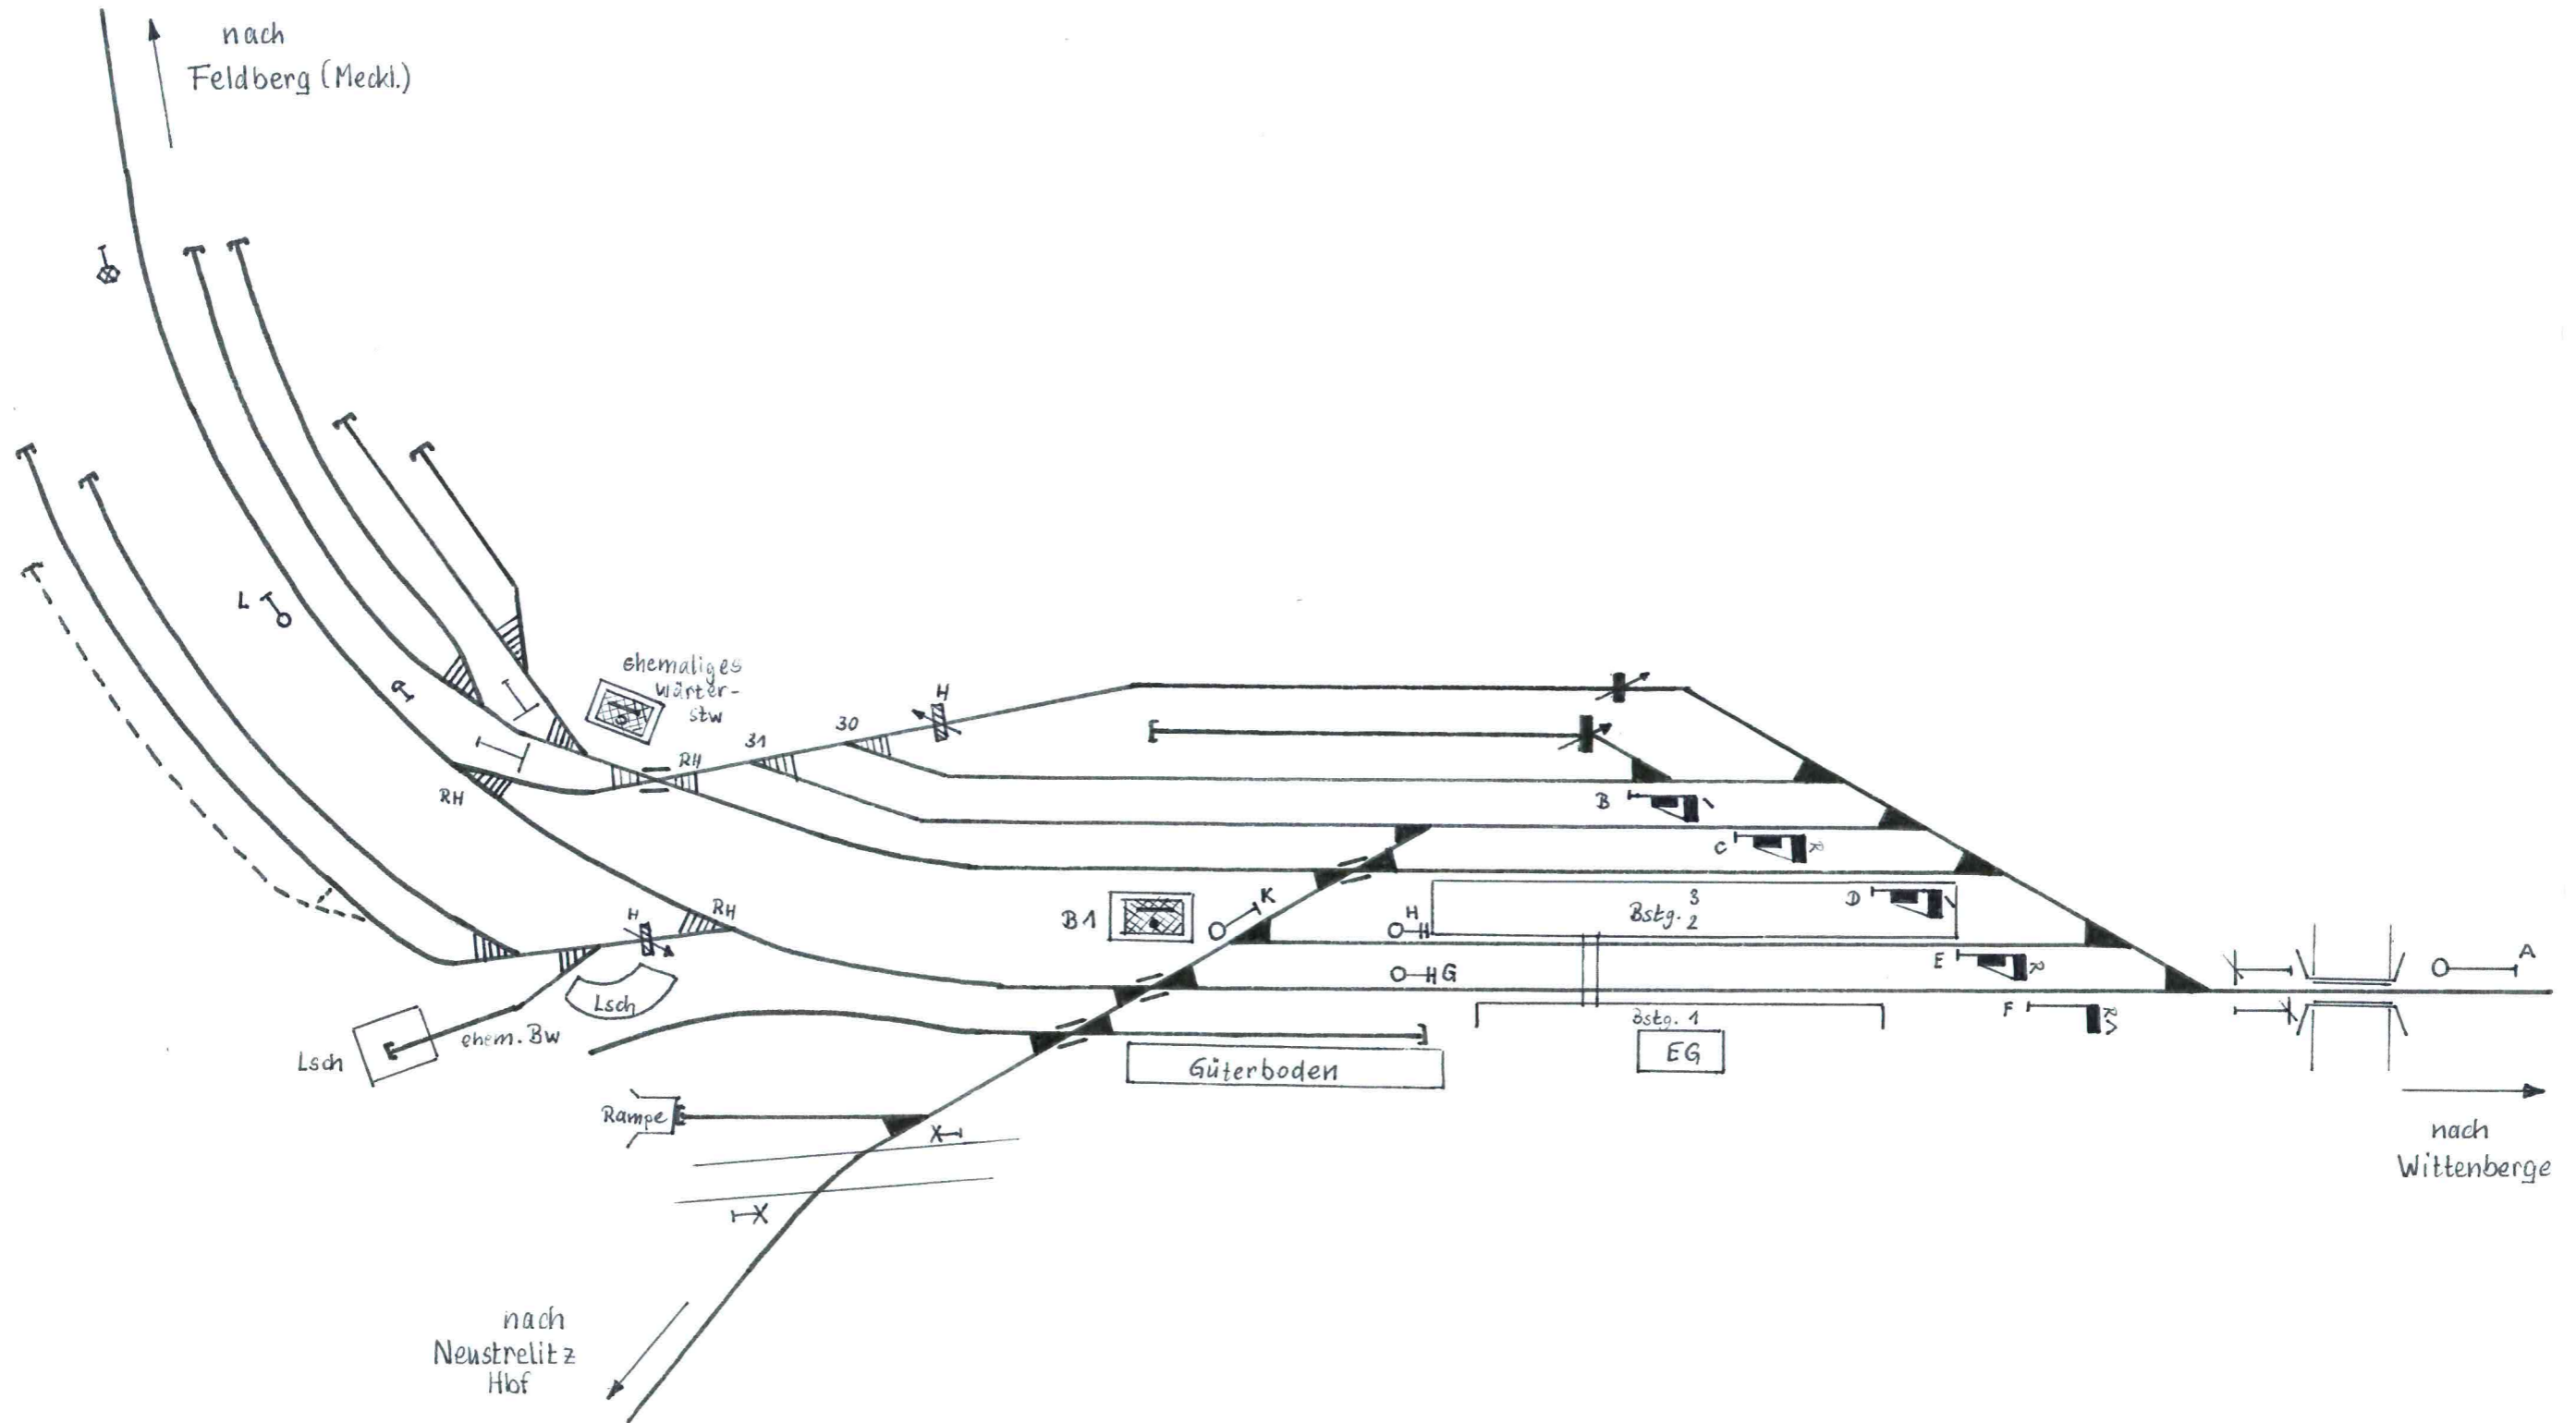 nach
Feldberg (Meckl.)
L
ehemaliges
Wärter-
stw
H
30
31
RH
RH
B
C
K
3
D
B1
H
Bstg. 2
RH
H
E
A
G
Lsch
Bstg. 1
F
ehem. Bw
Lsch
EG
Güterboden
Rampe
nach
Wittenberge
nach
Neustrelitz
Hbf